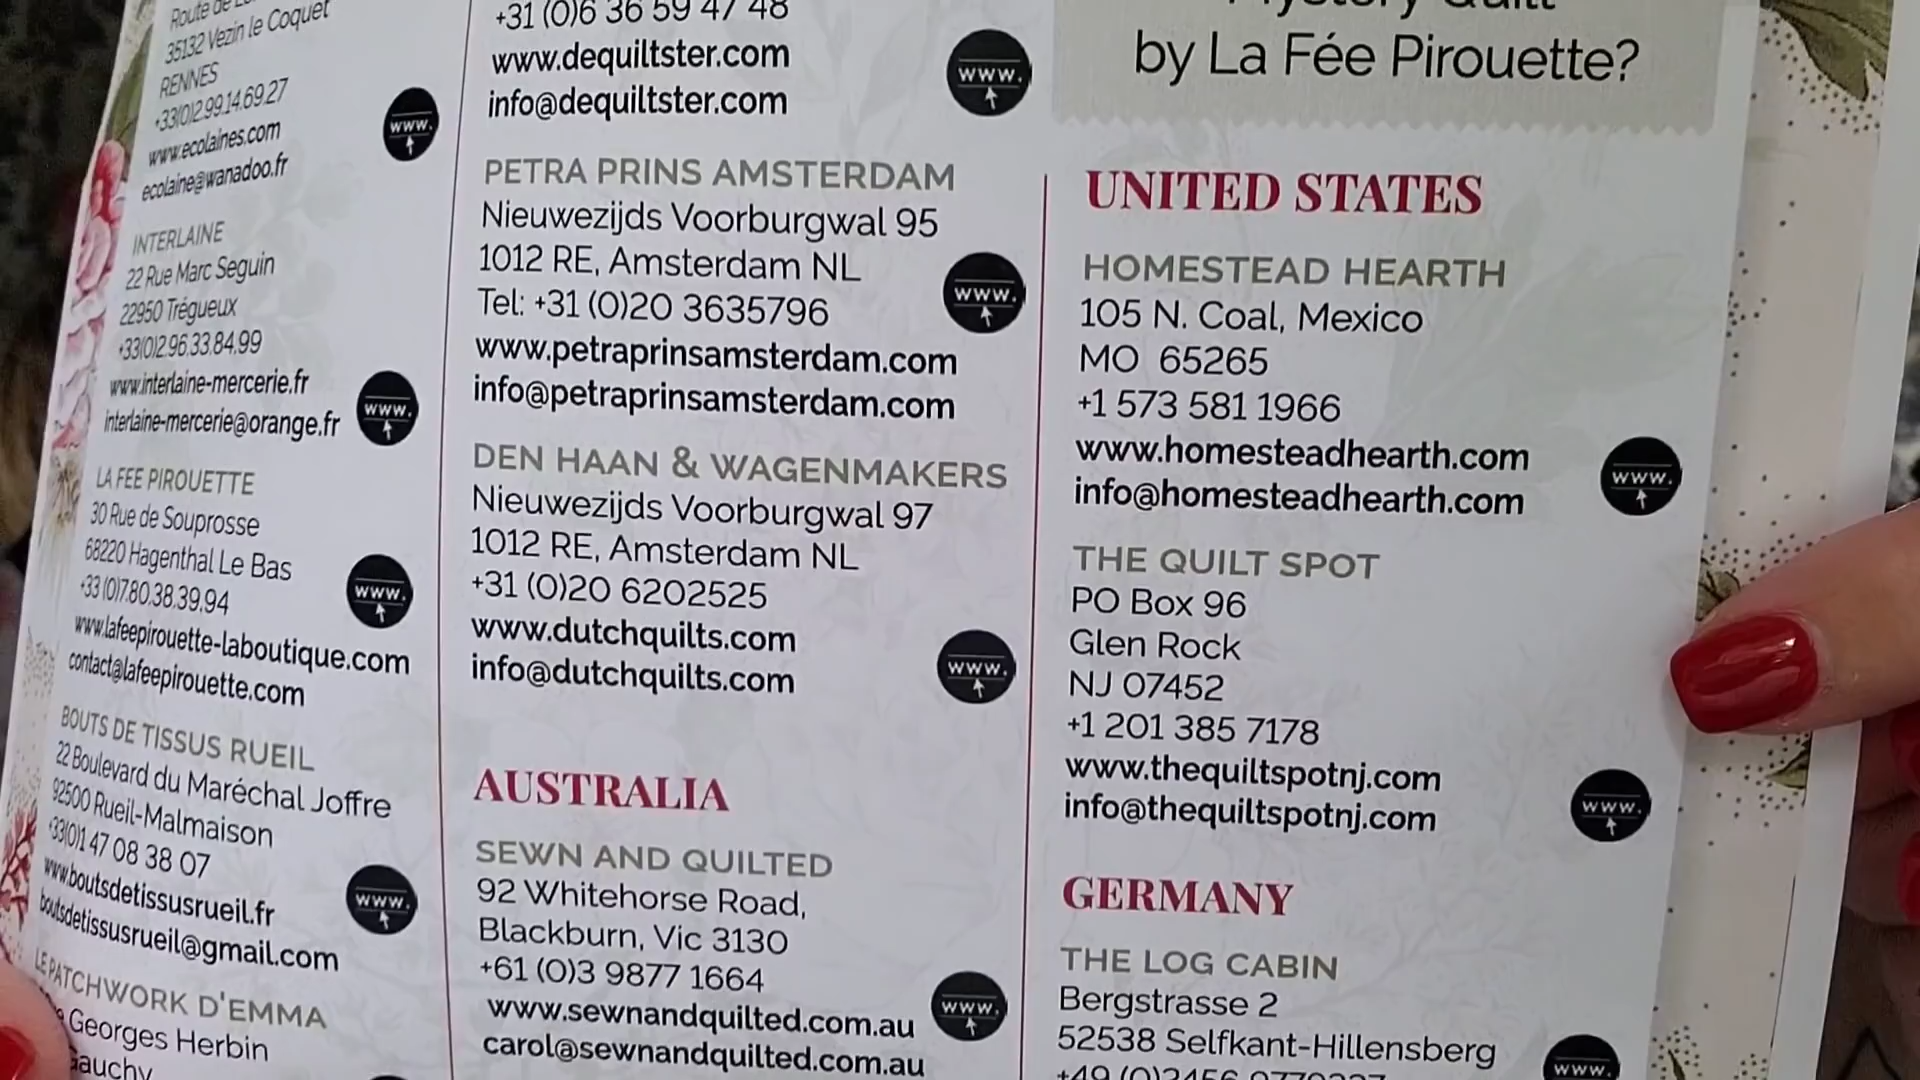 Route de
35132 Vezin le Coquet
RENNES
+33(0)2.99.14.69.27
www.ecolaines.com
ecolaine@wanadoo.fr
www.
INTERLAINE
22 Rue Marc Seguin
22950 Trégueux
+33(0)2.96.33.84.99
www.interlaine-mercerie.fr
interlaine-mercerie@orange.fr
www.
LA FEE PIROUETTE
30 Rue de Souprosse
68220 Hagenthal Le Bas
+33 (0)7.80.38.39.94
www.lafeepirouette-laboutique.com
contact@lafeepirouette.com
www.
BOUTS DE TISSUS RUEIL
22 Boulevard du Maréchal Joffre
92500 Rueil-Malmaison
+33(0)1 47 08 38 07
www.boutsdetissusrueil.fr
boutsdetissusrueil@gmail.com
www.
LE PATCHWORK D'EMMA
Georges Herbin
Gauchy
+31 (0)6 36 59 47 48
www.dequiltster.com
info@dequiltster.com
www.
PETRA PRINS AMSTERDAM
Nieuwezijds Voorburgwal 95
1012 RE, Amsterdam NL
Tel: +31 (0)20 3635796
www.petraprinsamsterdam.com
info@petraprinsamsterdam.com
www.
DEN HAAN & WAGENMAKERS
Nieuwezijds Voorburgwal 97
1012 RE, Amsterdam NL
+31 (0)20 6202525
www.dutchquilts.com
info@dutchquilts.com
www.
AUSTRALIA
SEWN AND QUILTED
92 Whitehorse Road,
Blackburn, Vic 3130
+61 (0)3 9877 1664
www.sewnandquilted.com.au
carol@sewnandquilted.com.au
www.
Mystery Quilt
by La Fée Pirouette?
UNITED STATES
HOMESTEAD HEARTH
105 N. Coal, Mexico
MO 65265
+1 573 581 1966
www.homesteadhearth.com
info@homesteadhearth.com
www.
THE QUILT SPOT
PO Box 96
Glen Rock
NJ 07452
+1 201 385 7178
www.thequiltspotnj.com
info@thequiltspotnj.com
www.
GERMANY
THE LOG CABIN
Bergstrasse 2
52538 Selfkant-Hillensberg
+49 (0)2456
www.